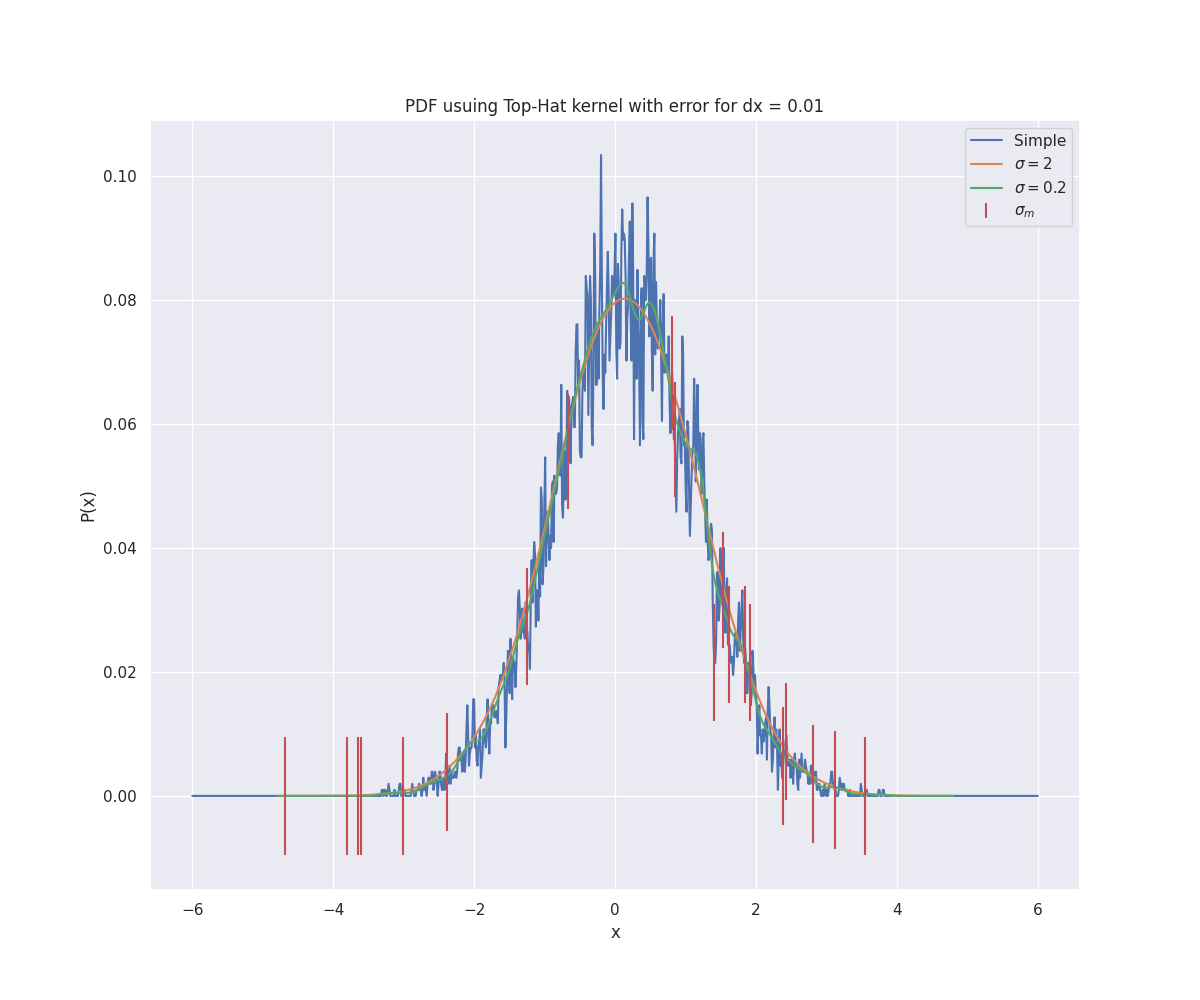 PDF usuing Top-Hat kernel with error for dx = 0.01
Simple
σ = 2
σ = 0.2
σₘ
P(x)
0.10
0.08
0.06
0.04
0.02
0.00
−6 −4 −2 0 2 4 6
x